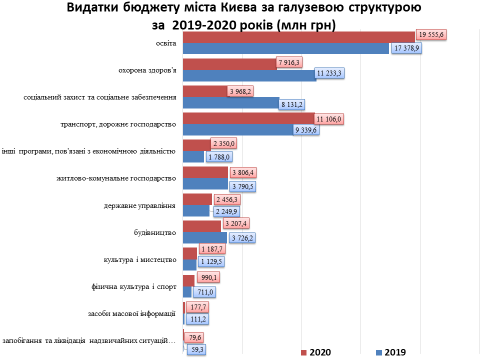 Видатки бюджету міста Києва за галузевою структурою
за 2019-2020 років (млн грн)
освіта
19 555,6
17 378,9
охорона здоров'я
7 916,3
11 233,3
соціальний захист та соціальне забезпечення
3 968,2
8 131,2
транспорт, дорожнє господарство
11 106,0
9 339,6
інші програми, пов'язані з економічною діяльністю
2 350,0
1 788,0
житлово-комунальне господарство
3 806,4
3 790,5
державне управління
2 456,3
2 249,9
будівництво
3 207,4
3 726,2
культура і мистецтво
1 187,7
1 129,5
фізична культура і спорт
990,1
711,0
засоби масової інформації
177,7
111,2
запобігання та ліквідація надзвичайних ситуацій…
79,6
59,3
2020
2019